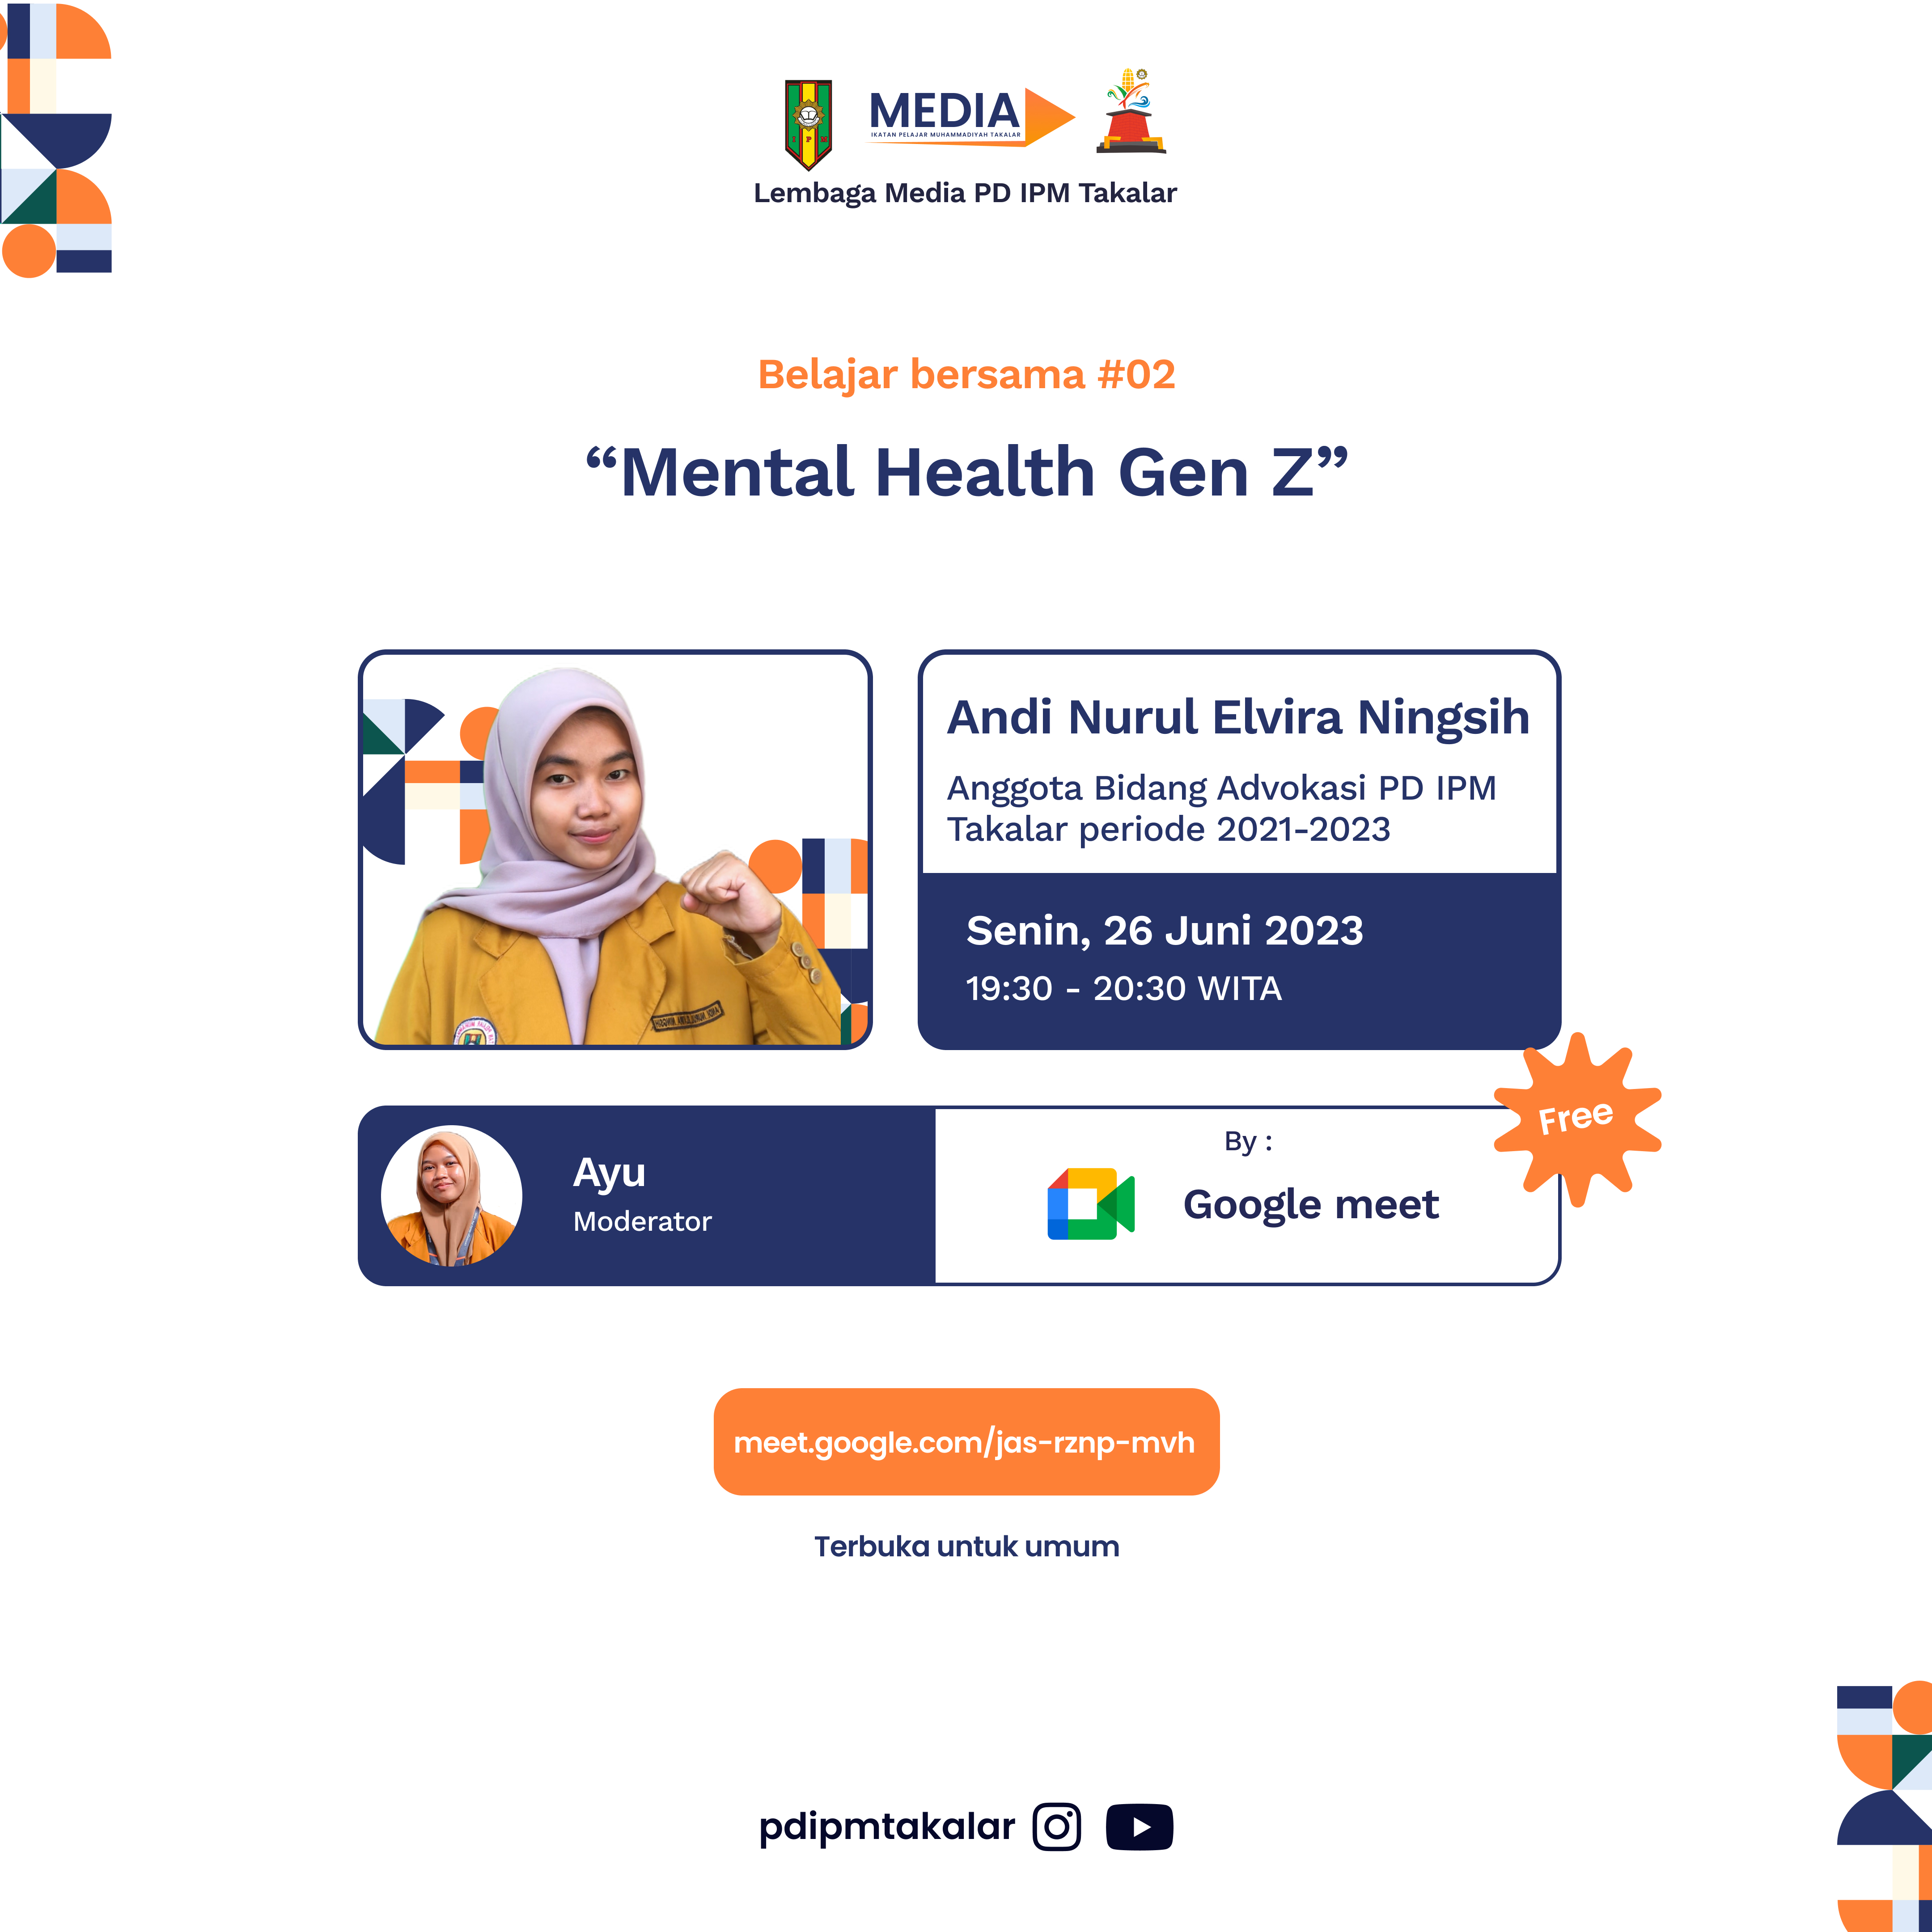 MEDIA
IKATAN PELAJAR MUHAMMADIYAH TAKALAR
Lembaga Media PD IPM Takalar
Belajar bersama #02
“Mental Health Gen Z”
Andi Nurul Elvira Ningsih
Anggota Bidang Advokasi PD IPM
Takalar periode 2021-2023
Senin, 26 Juni 2023
19:30 - 20:30 WITA
Free
Ayu
Moderator
By :
Google meet
meet.google.com/jas-rznp-mvh
Terbuka untuk umum
pdipmtakalar